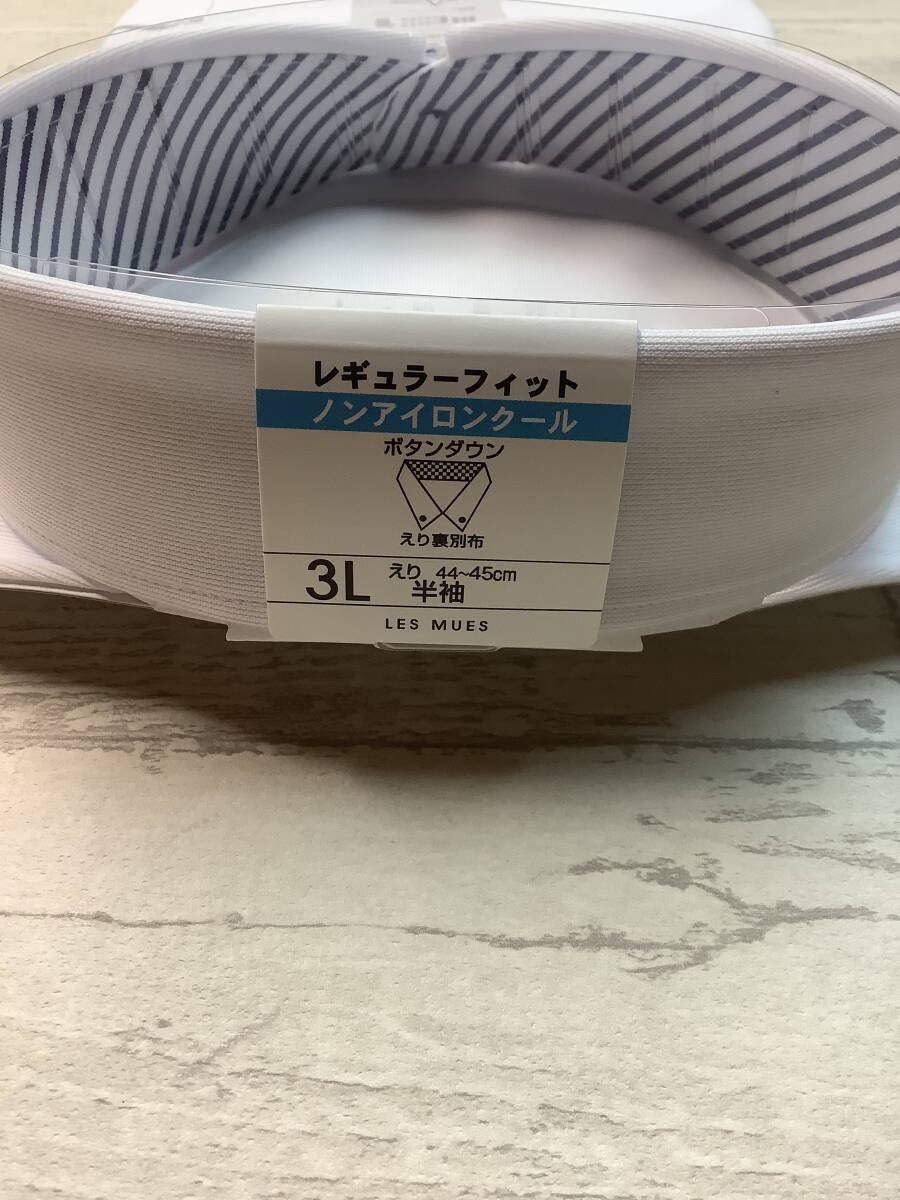 レギュラーフィット
ノンアイロンクール
ボタンダウン
えり裏別布
3L えり 44~45cm
半袖
LES MUES